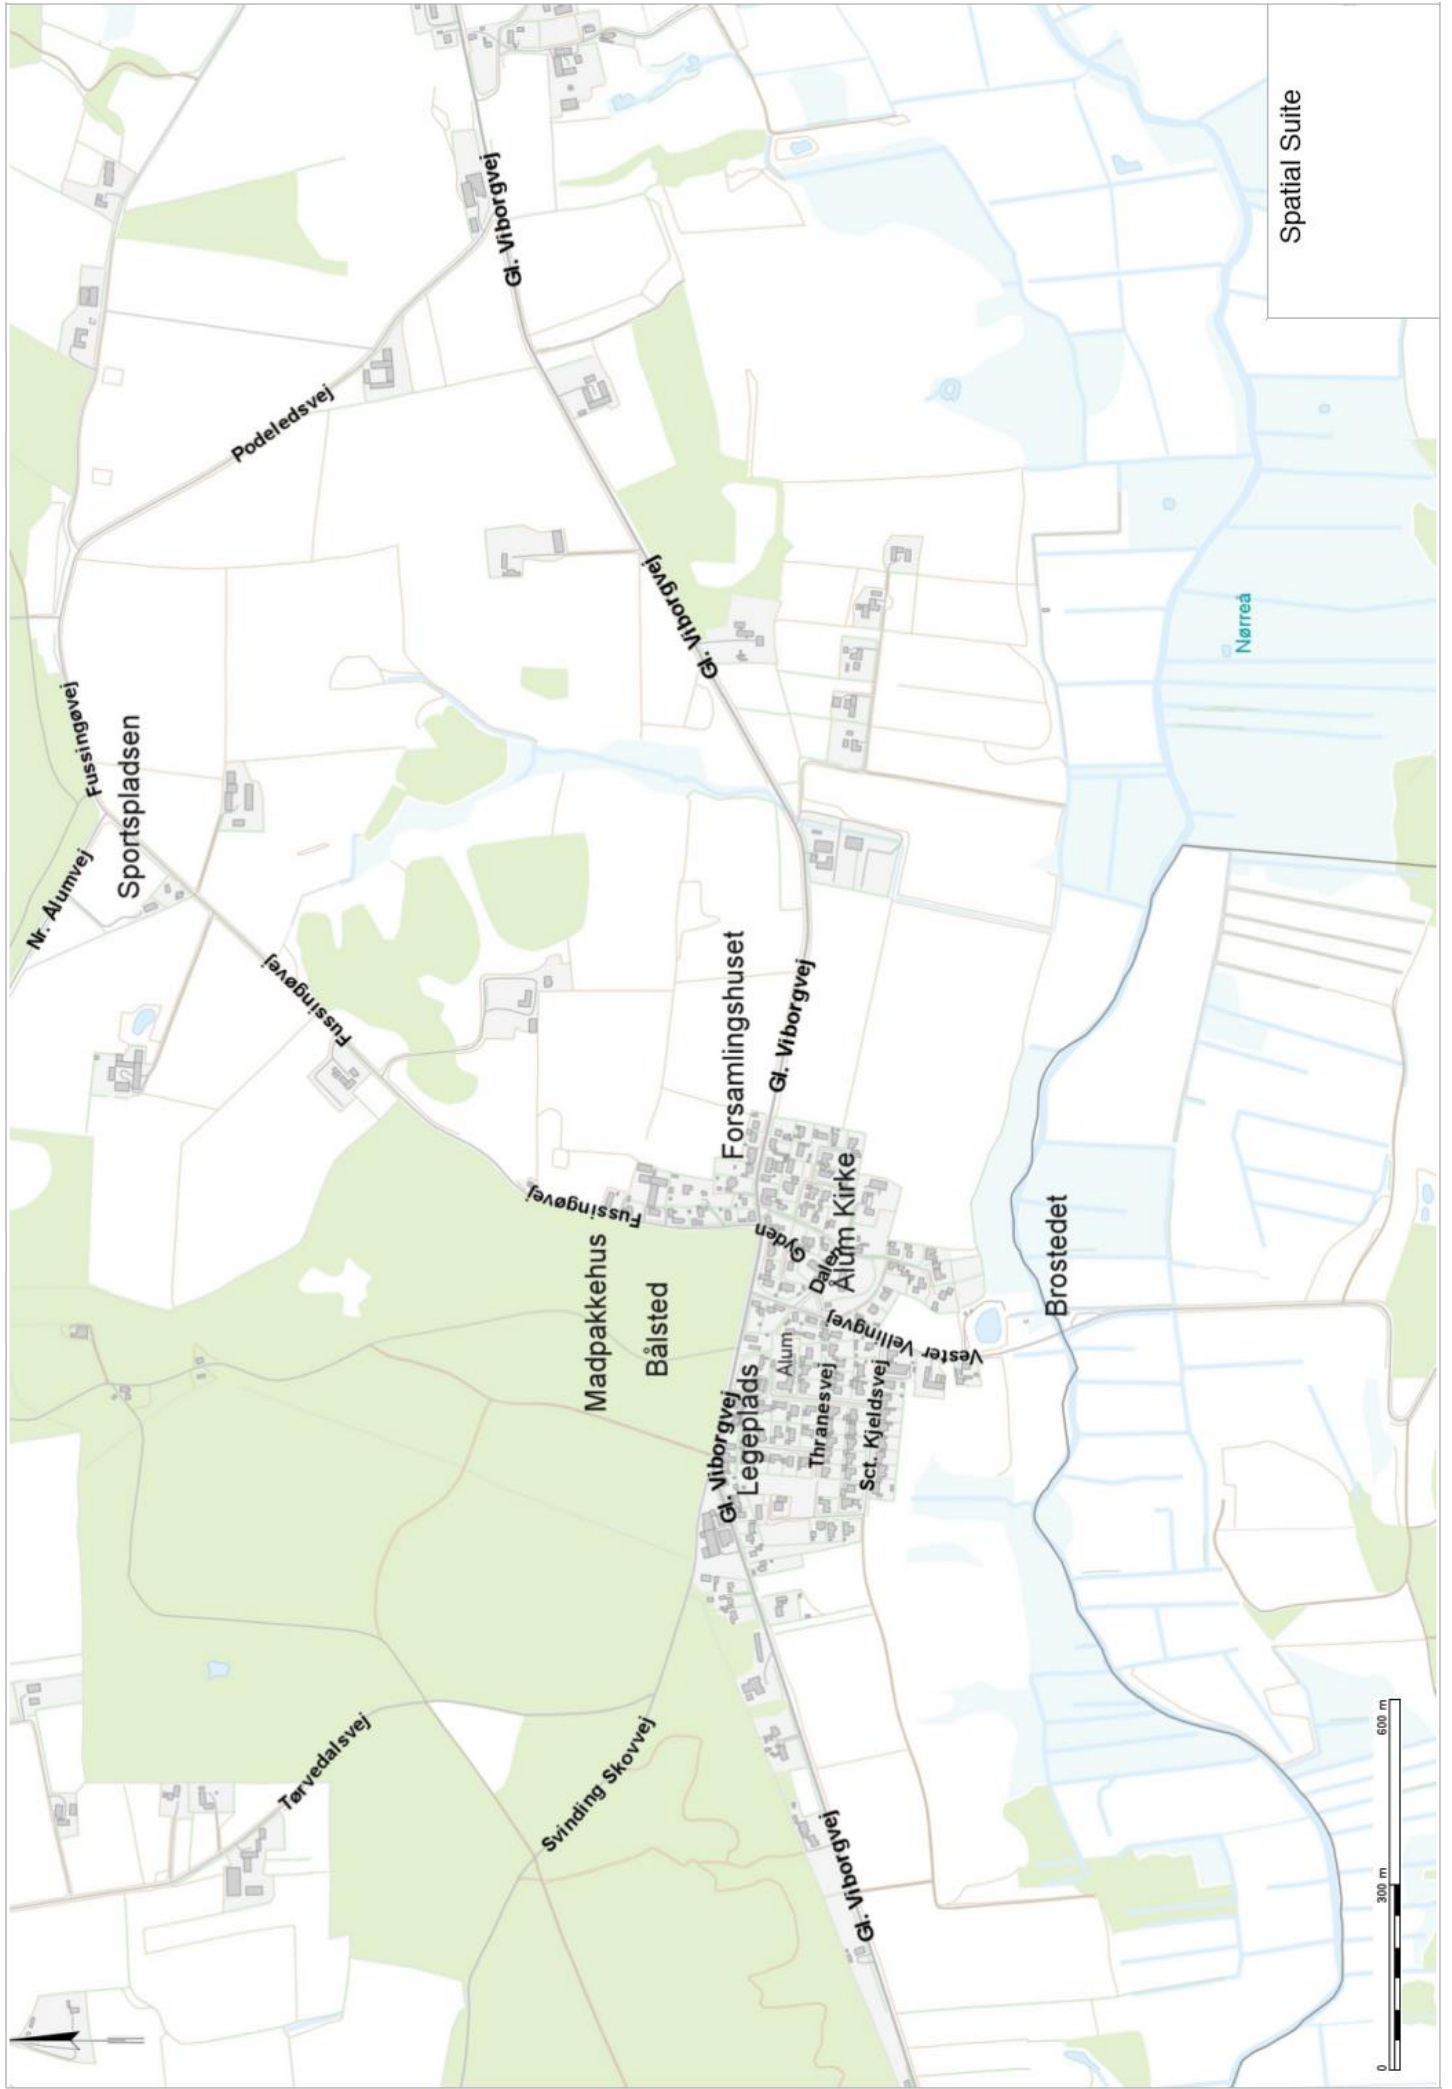 Nr. Ålumvej
Fussingøvej
Sportspladsen
Podeledsvej
Fussingøvej
Tørvedalsvej
Gl. Viborgvej
Fussingøvej
Madpakkehus
Svinding Skovvej
Bålsted
Gl. Viborgvej
Gl. Viborgvej
Forsamlingshuset
Legeplads
Gyden
Ålum
Gl. Viborgvej
Thranesvej
Dalen
Ålum Kirke
Gl. Viborgvej
Sct. Kjeldsvej
Vester Vellingvej
Brostedet
Nørreå
Spatial Suite
0 300 m 600 m